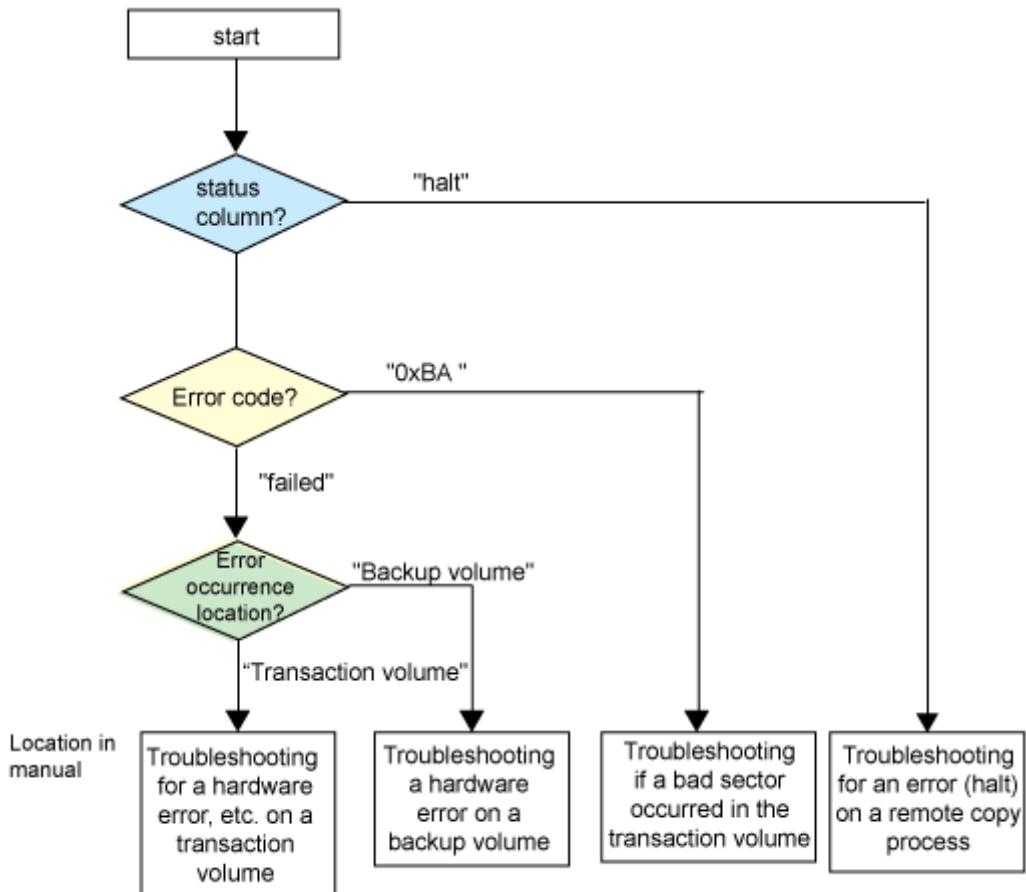 start
status
column?
"halt"
Error code?
"0xBA "
"failed"
Error
occurrence
location?
"Backup volume"
“Transaction volume"
Location in
manual
Troubleshooting
for a hardware
error, etc. on a
transaction
volume
Troubleshooting
a hardware
error on a
backup volume
Troubleshooting
if a bad sector
occurred in the
transaction volume
Troubleshooting
for an error (halt)
on a remote copy
process